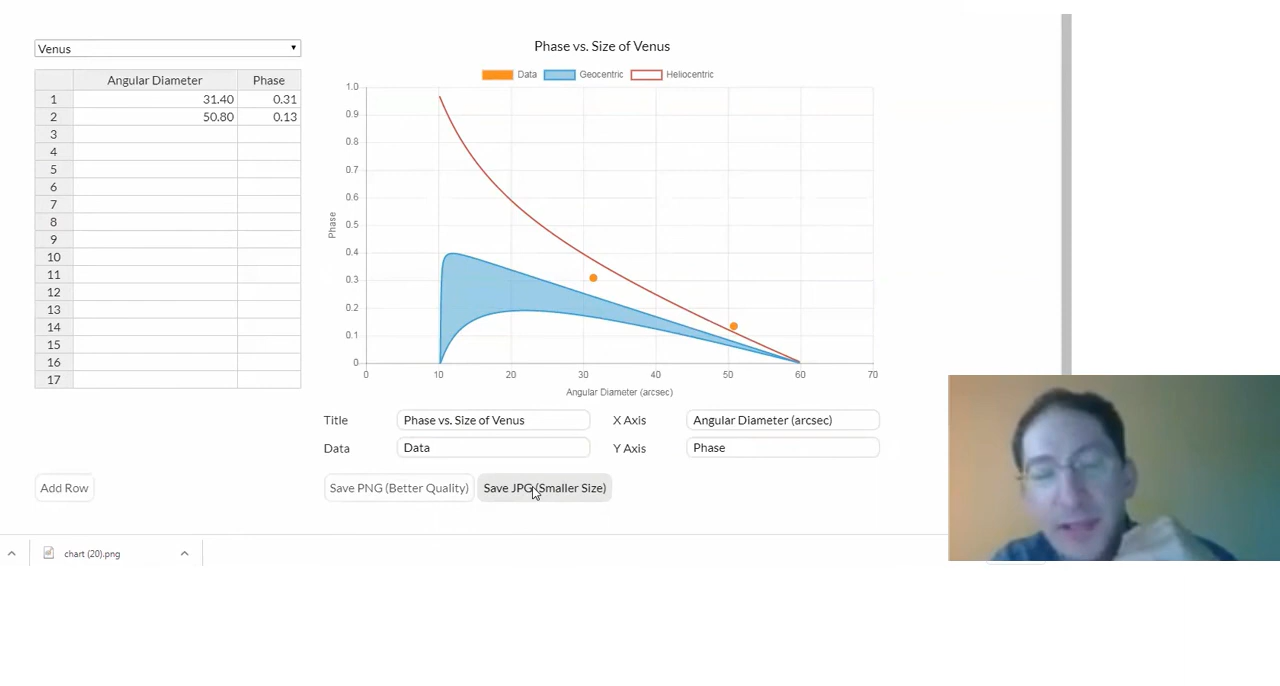 Venus
Angular Diameter Phase
1 31.40 0.31
2 50.80 0.13
3
4
5
6
7
8
9
10
11
12
13
14
15
16
17
Add Row
Phase vs. Size of Venus
Data Geocentric Heliocentric
1.0
0.9
0.8
0.7
0.6
0.5
0.4
0.3
0.2
0.1
0
Phase
0 10 20 30 40 50 60 70
Angular Diameter (arcsec)
Title Phase vs. Size of Venus X Axis Angular Diameter (arcsec)
Data Data Y Axis Phase
Save PNG (Better Quality) Save JPG (Smaller Size)
chart (20).png